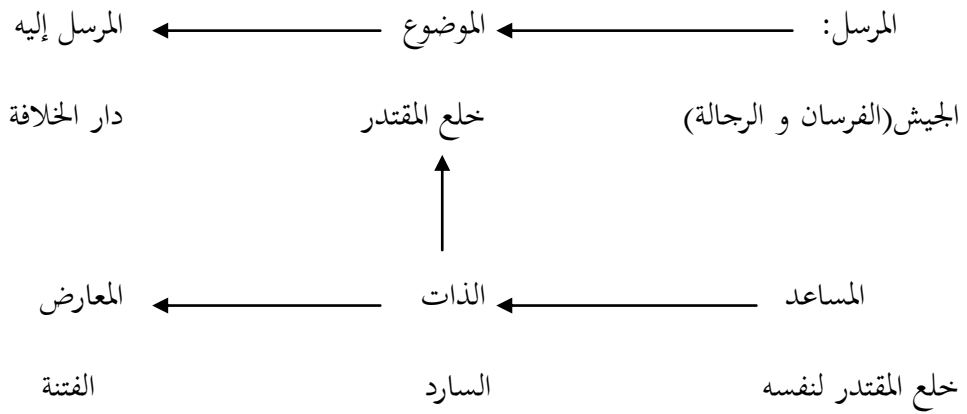 المرسل: الموضوع المرسل إليه
الجيش(الفرسان و الرجالة) خلع المقتدر دار الخلافة
المساعد الذات المعارض
خلع المقتدر لنفسه السارد الفتنة